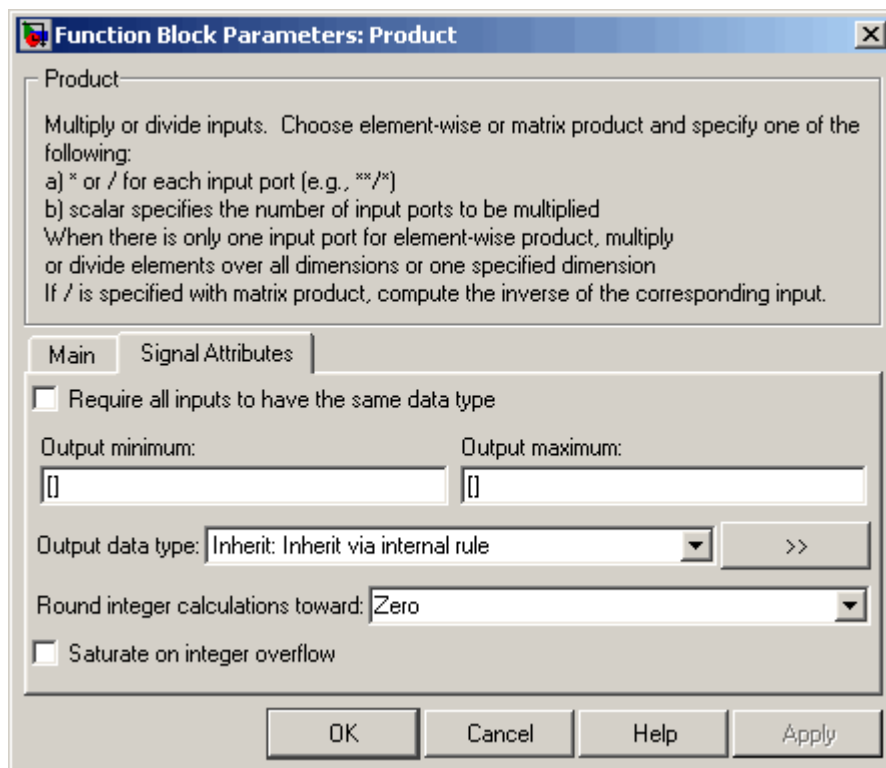 Function Block Parameters: Product
Product
Multiply or divide inputs.  Choose element-wise or matrix product and specify one of the
following:
a) * or / for each input port (e.g., **/*)
b) scalar specifies the number of input ports to be multiplied
When there is only one input port for element-wise product, multiply
or divide elements over all dimensions or one specified dimension
If / is specified with matrix product, compute the inverse of the corresponding input.
Main Signal Attributes
Require all inputs to have the same data type
Output minimum: Output maximum:
[] []
Output data type: Inherit: Inherit via internal rule >>
Round integer calculations toward: Zero
Saturate on integer overflow
OK Cancel Help Apply